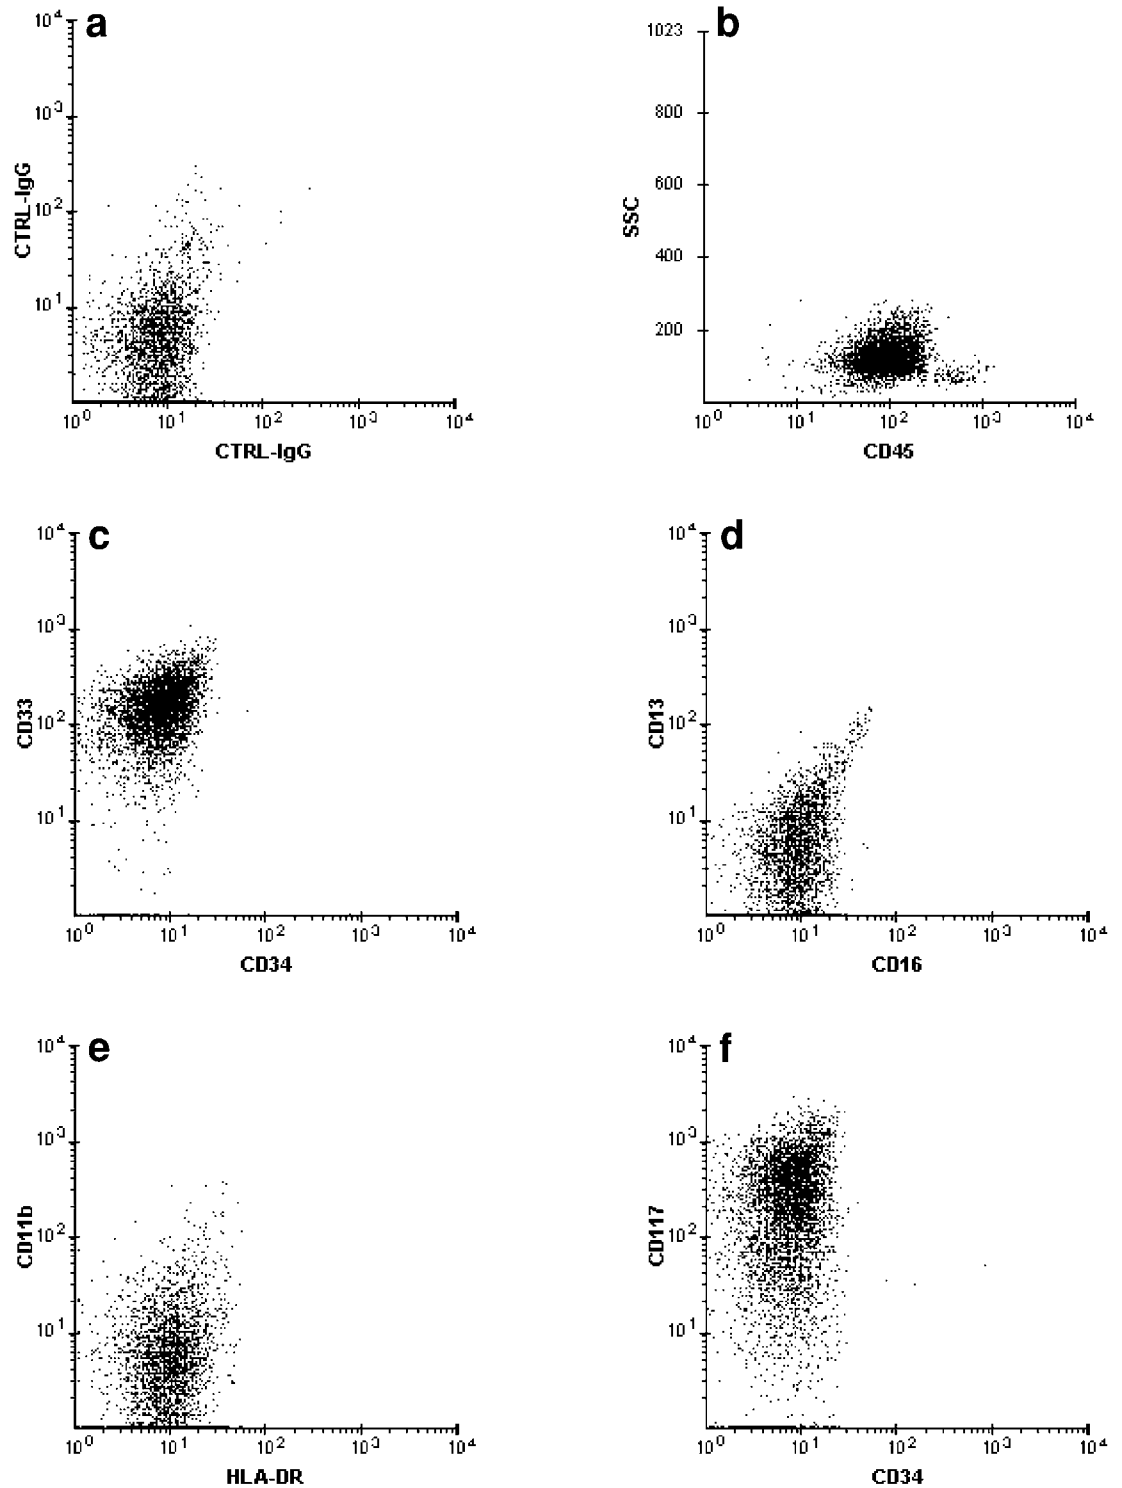 a
10⁴
10³
10²
10¹
CTRL-IgG
10⁰ 10¹ 10² 10³ 10⁴
CTRL-IgG
b
1023
800
600
400
200
SSC
10⁰ 10¹ 10² 10³ 10⁴
CD45
c
10⁴
10³
10²
10¹
CD33
10⁰ 10¹ 10² 10³ 10⁴
CD34
d
10⁴
10³
10²
10¹
CD13
10⁰ 10¹ 10² 10³ 10⁴
CD16
e
10⁴
10³
10²
10¹
CD11b
10⁰ 10¹ 10² 10³ 10⁴
HLA-DR
f
10⁴
10³
10²
10¹
CD117
10⁰ 10¹ 10² 10³ 10⁴
CD34